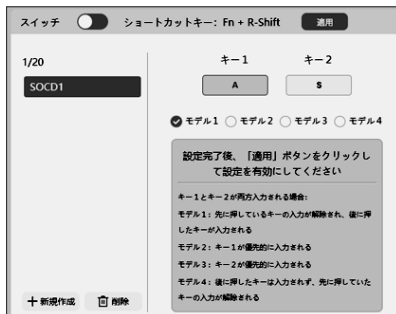 スイッチ ショートカットキー: Fn + R-Shift 適用
1/20
SOCD1
キー1 キー2
A S
モデル1 モデル2 モデル3 モデル4
設定完了後、「適用」ボタンをクリックし
て設定を有効にしてください
キー1とキー2が両方入力される場合:
モデル1: 先に押しているキーの入力が解除され、後に押
したキーが入力される
モデル2: キー1が優先的に入力される
モデル3: キー2が優先的に入力される
モデル4: 後に押したキーは入力されず、先に押していた
キーの入力が解除される
+新規作成 削除